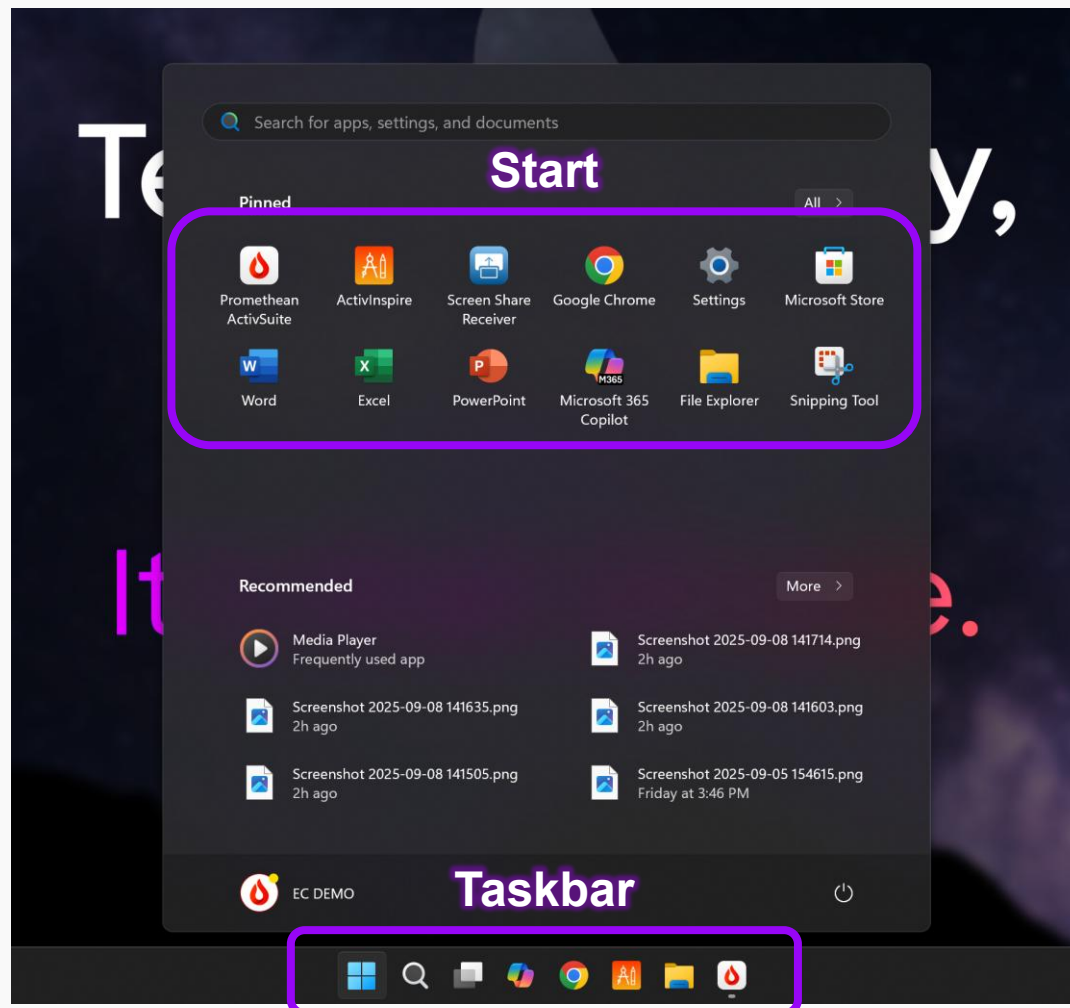 Search for apps, settings, and documents
Te y,
Start
Pinned
All
Promethean ActivSuite
ActivInspire
Screen Share Receiver
Google Chrome
Settings
Microsoft Store
Word
Excel
PowerPoint
M365
Microsoft 365 Copilot
File Explorer
Snipping Tool
It e.
Recommended
More
Media Player
Frequently used app
Screenshot 2025-09-08 141714.png
2h ago
Screenshot 2025-09-08 141635.png
2h ago
Screenshot 2025-09-08 141603.png
2h ago
Screenshot 2025-09-08 141505.png
2h ago
Screenshot 2025-09-05 154615.png
Friday at 3:46 PM
EC DEMO
Taskbar